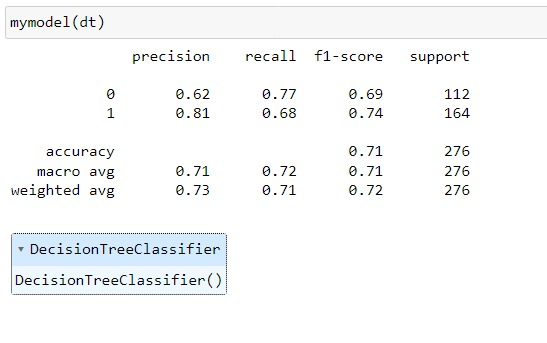 mymodel(dt)
precision recall f1-score support
0 0.62 0.77 0.69 112
1 0.81 0.68 0.74 164
accuracy 0.71 276
macro avg 0.71 0.72 0.71 276
weighted avg 0.73 0.71 0.72 276
▾ DecisionTreeClassifier
DecisionTreeClassifier()